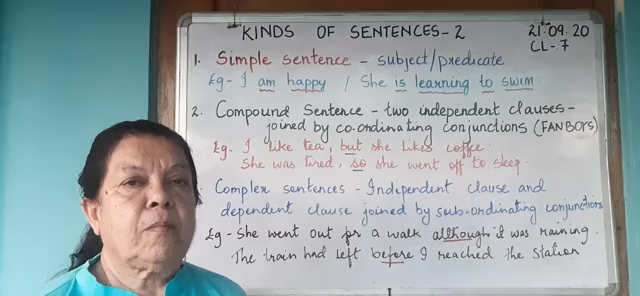 KINDS OF SENTENCES-2
21.09.20
CL-7
1. Simple sentence - subject/predicate
Eg- I am happy / She is learning to swim.
2. Compound Sentence - two independent clauses-
joined by co-ordinating conjunctions (FANBOYS)
Eg. I like tea, but she likes coffee.
She was tired, so she went off to sleep.
Complex sentences - Independent clause and
dependent clause joined by sub-ordinating conjunctions
Eg - She went out for a walk although it was raining.
The train had left before I reached the station